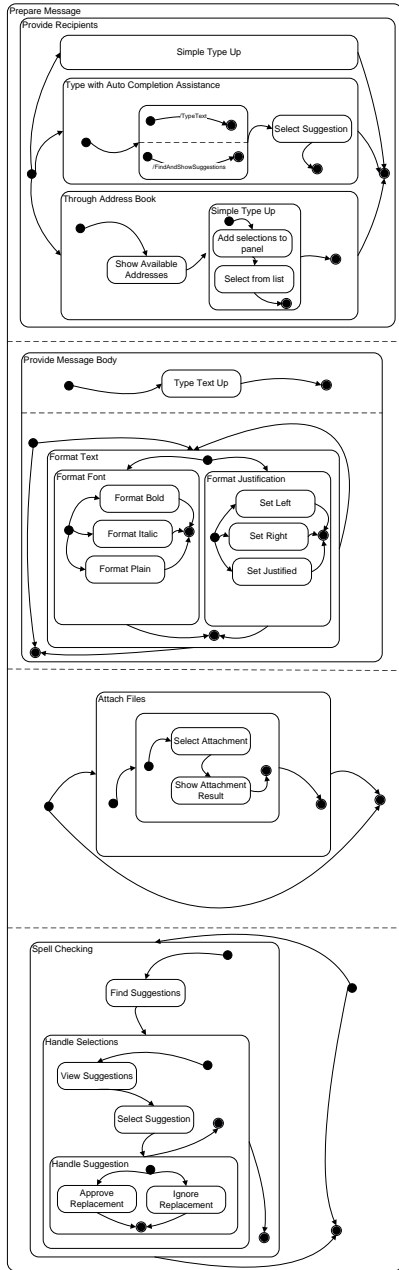 Prepare Message
Provide Recipients
Simple Type Up
Type with Auto Completion Assistance
/TypeText
Select Suggestion
/FindAndShowSuggestions
Through Address Book
Simple Type Up
Add selections to
panel
Show Available
Addresses
Select from list
Provide Message Body
Type Text Up
Format Text
Format Font
Format Justification
Format Bold
Set Left
Format Italic
Set Right
Format Plain
Set Justified
Attach Files
Select Attachment
Show Attachment
Result
Spell Checking
Find Suggestions
Handle Selections
View Suggestions
Select Suggestion
Handle Suggestion
Approve
Replacement
Ignore
Replacement